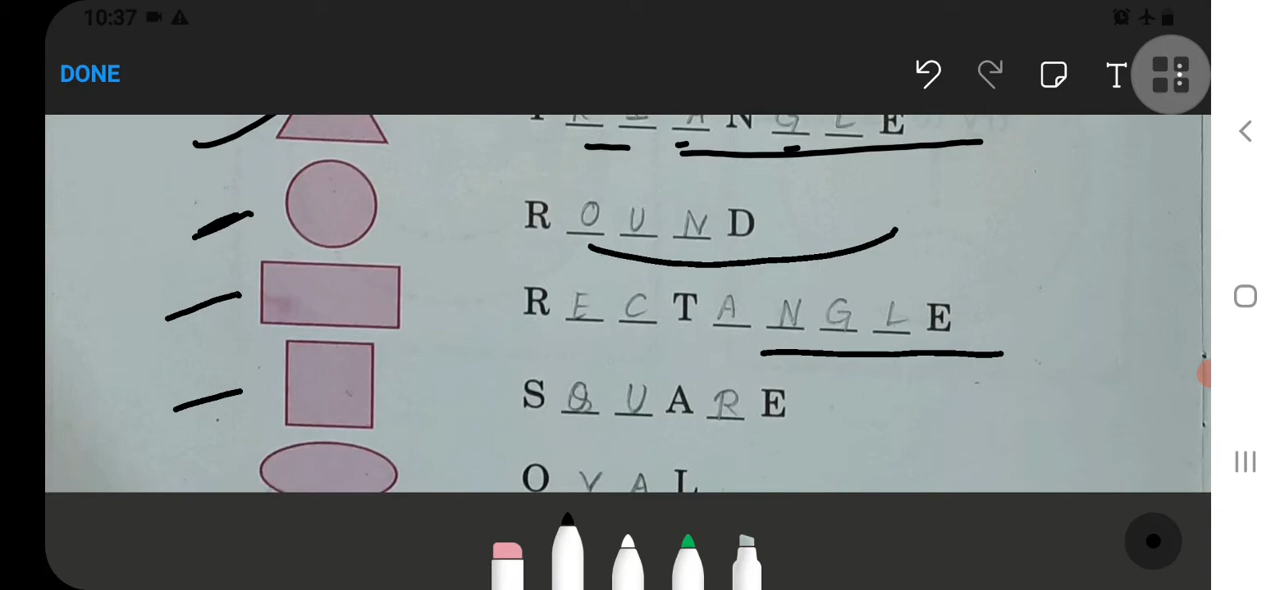 10:37
DONE
T
T R I A N G L E
R O U N D
R E C T A N G L E
S Q U A R E
O V A L